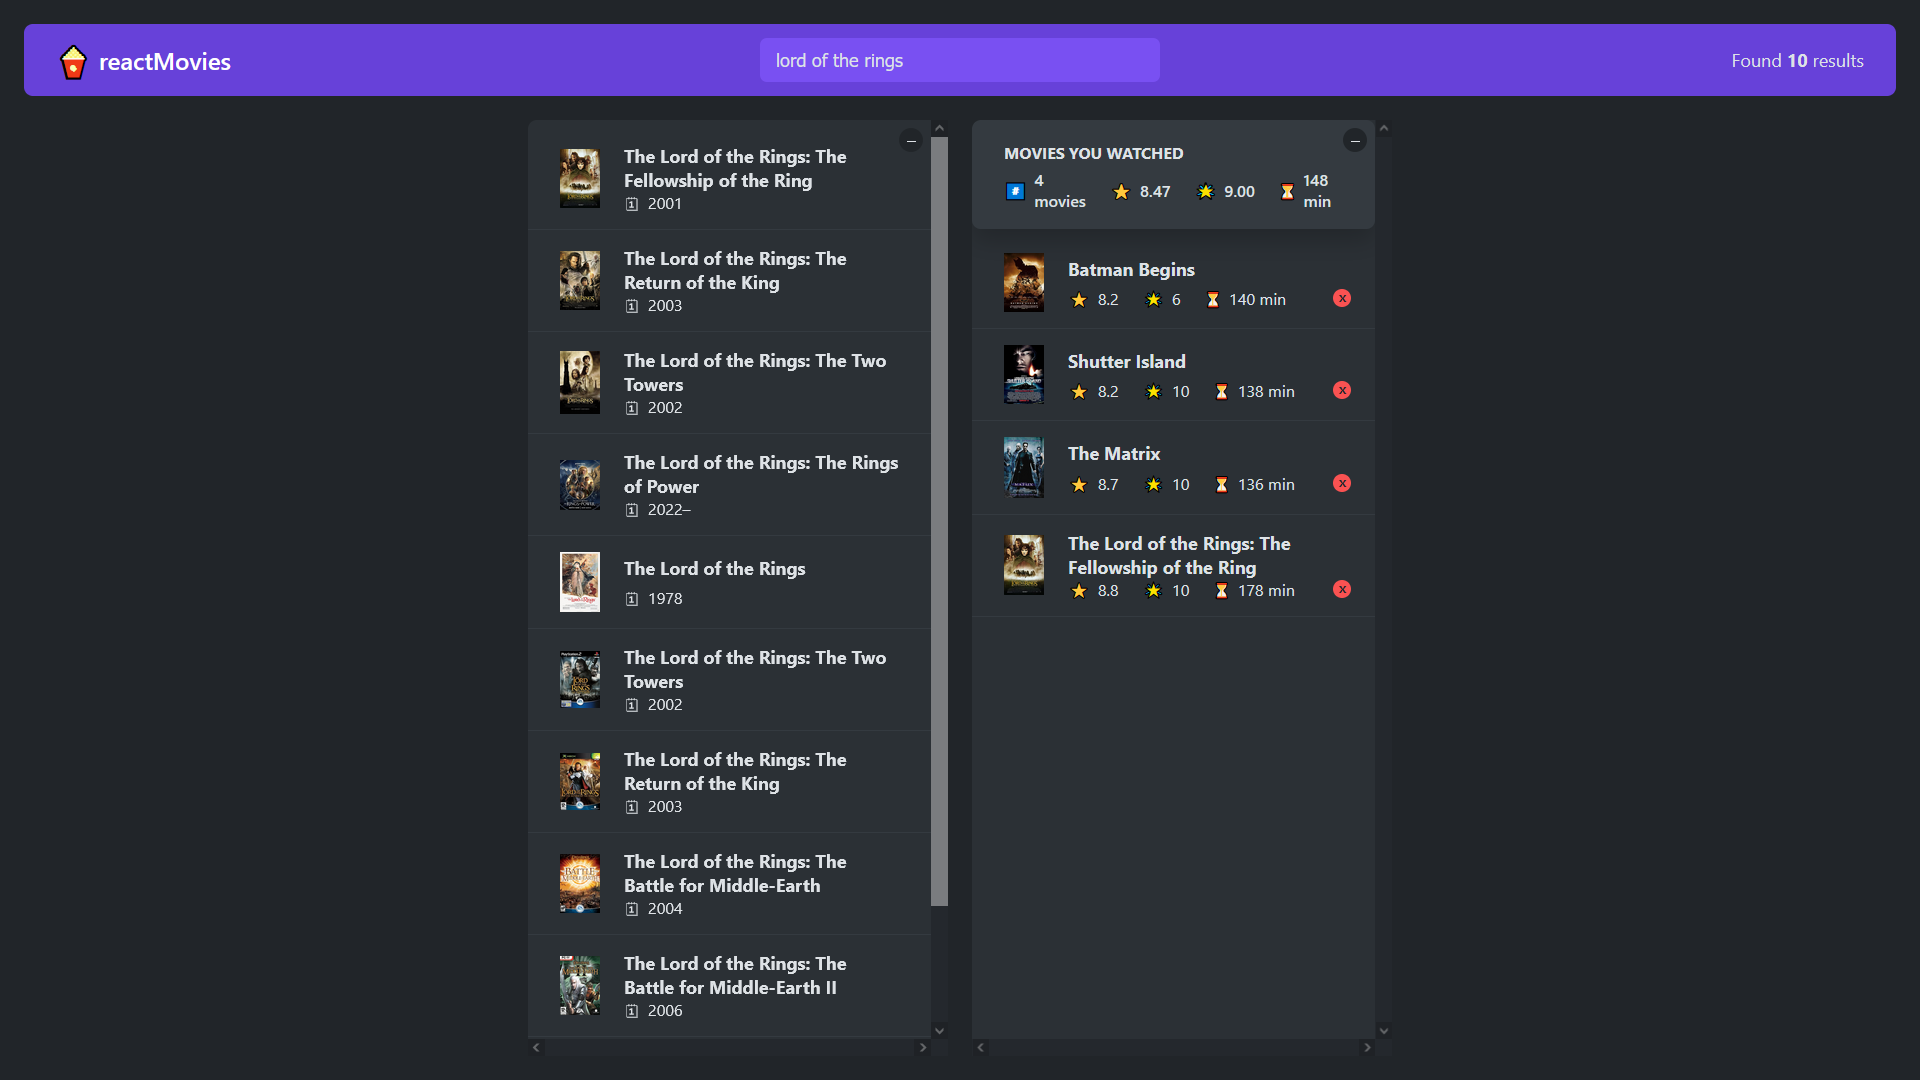 reactMovies
lord of the rings
Found 10 results
The Lord of the Rings: The
Fellowship of the Ring
2001
The Lord of the Rings: The
Return of the King
2003
The Lord of the Rings: The Two
Towers
2002
The Lord of the Rings: The Rings
of Power
2022–
The Lord of the Rings
1978
The Lord of the Rings: The Two
Towers
2002
The Lord of the Rings: The
Return of the King
2003
The Lord of the Rings: The
Battle for Middle-Earth
2004
The Lord of the Rings: The
Battle for Middle-Earth II
2006
MOVIES YOU WATCHED
4 movies 8.47 9.00 148 min
Batman Begins
8.2 6 140 min
Shutter Island
8.2 10 138 min
The Matrix
8.7 10 136 min
The Lord of the Rings: The
Fellowship of the Ring
8.8 10 178 min